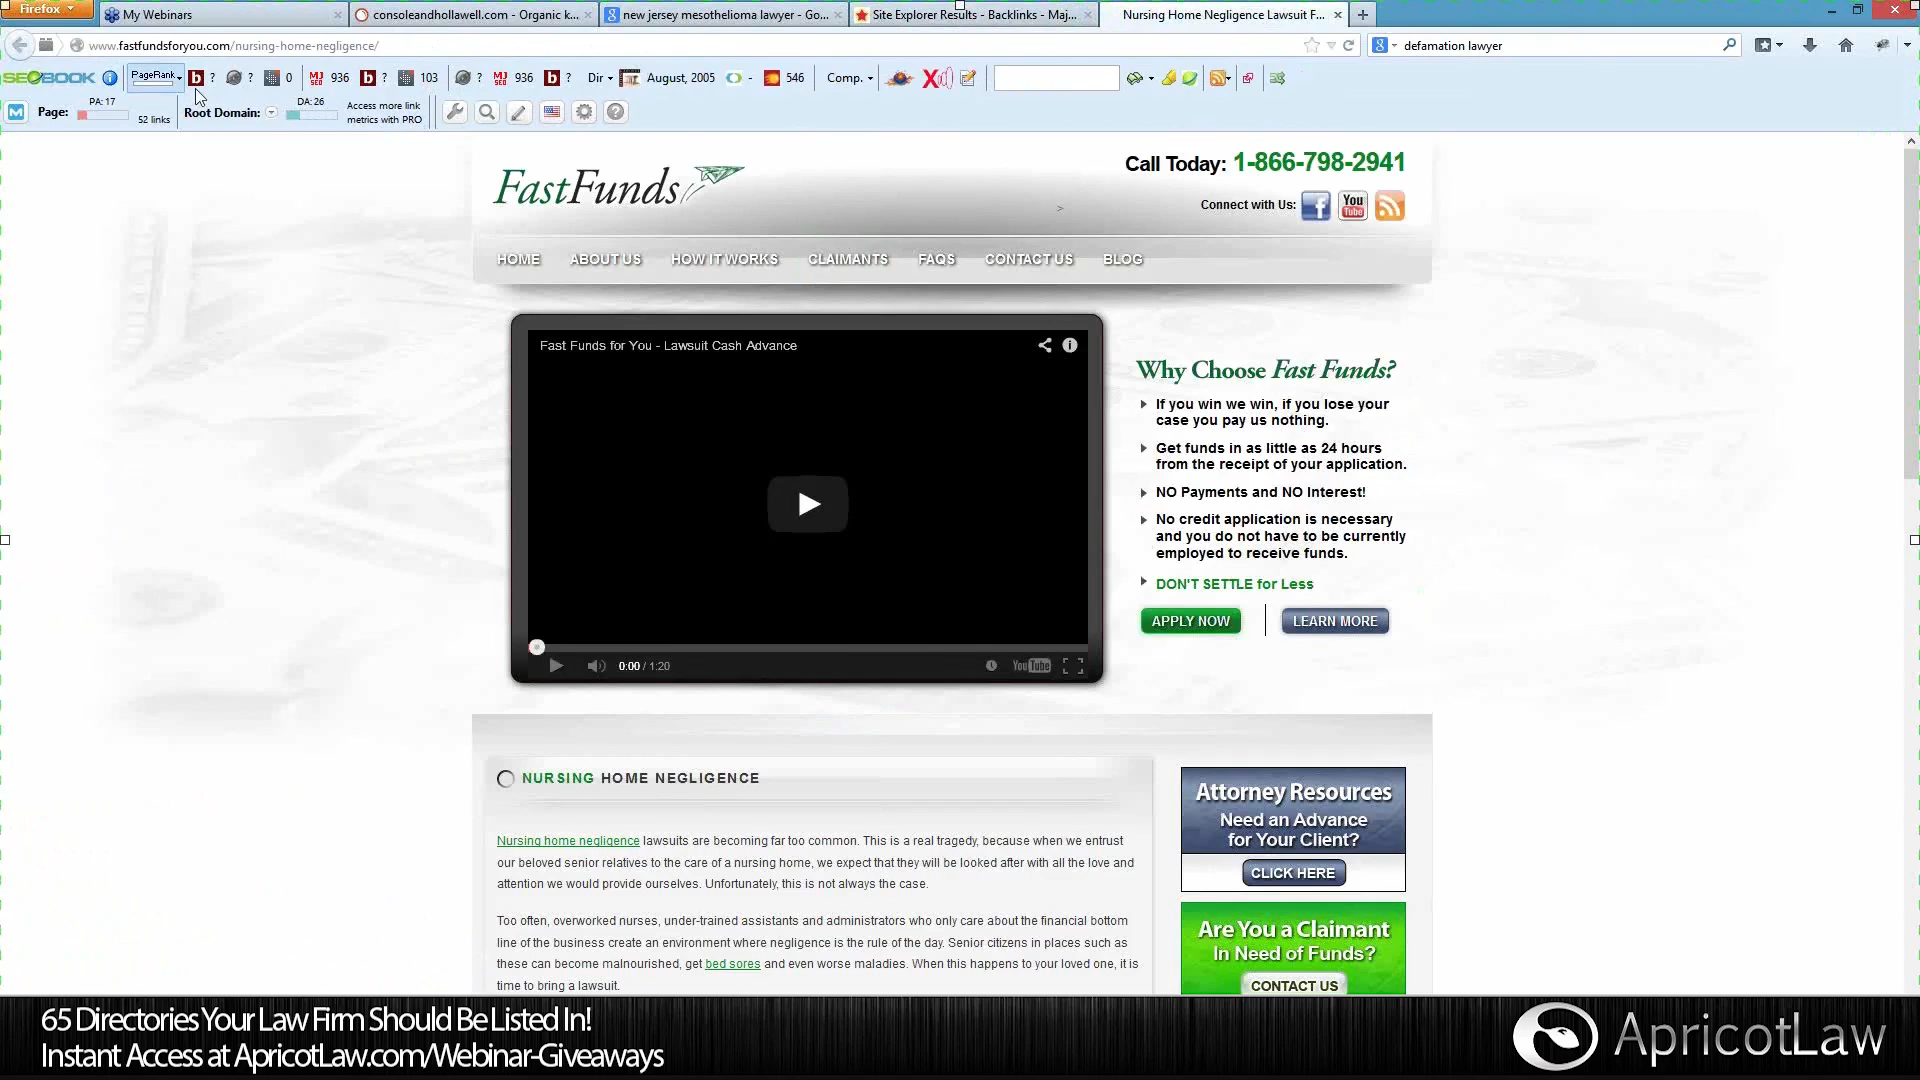 Firefox
My Webinars
consoleandhollawell.com - Organic k...
new jersey mesothelioma lawyer - Go...
Site Explorer Results - Backlinks - Maj...
Nursing Home Negligence Lawsuit F...
www.fastfundsforyou.com/nursing-home-negligence/
defamation lawyer
SEOBOOK
PageRank
b ?
?
0
MJ SEO 936
b ?
103
?
MJ SEO 936
b ?
Dir -
August, 2005
-
546
Comp.
Page:
PA: 17
52 links
Root Domain:
DA: 26
Access more link
metrics with PRO
FastFunds
Call Today: 1-866-798-2941
>
Connect with Us:
You Tube
HOME ABOUT US HOW IT WORKS CLAIMANTS FAQS CONTACT US BLOG
Fast Funds for You - Lawsuit Cash Advance
0:00 / 1:20
YouTube
Why Choose Fast Funds?
If you win we win, if you lose your
case you pay us nothing.
Get funds in as little as 24 hours
from the receipt of your application.
NO Payments and NO Interest!
No credit application is necessary
and you do not have to be currently
employed to receive funds.
DON'T SETTLE for Less
APPLY NOW
LEARN MORE
NURSING HOME NEGLIGENCE
Nursing home negligence lawsuits are becoming far too common. This is a real tragedy, because when we entrust
our beloved senior relatives to the care of a nursing home, we expect that they will be looked after with all the love and
attention we would provide ourselves. Unfortunately, this is not always the case.
Too often, overworked nurses, under-trained assistants and administrators who only care about the financial bottom
line of the business create an environment where negligence is the rule of the day. Senior citizens in places such as
these can become malnourished, get bed sores and even worse maladies. When this happens to your loved one, it is
time to bring a lawsuit.
Attorney Resources
Need an Advance
for Your Client?
CLICK HERE
Are You a Claimant
In Need of Funds?
CONTACT US
65 Directories Your Law Firm Should Be Listed In!
Instant Access at ApricotLaw.com/Webinar-Giveaways
ApricotLaw